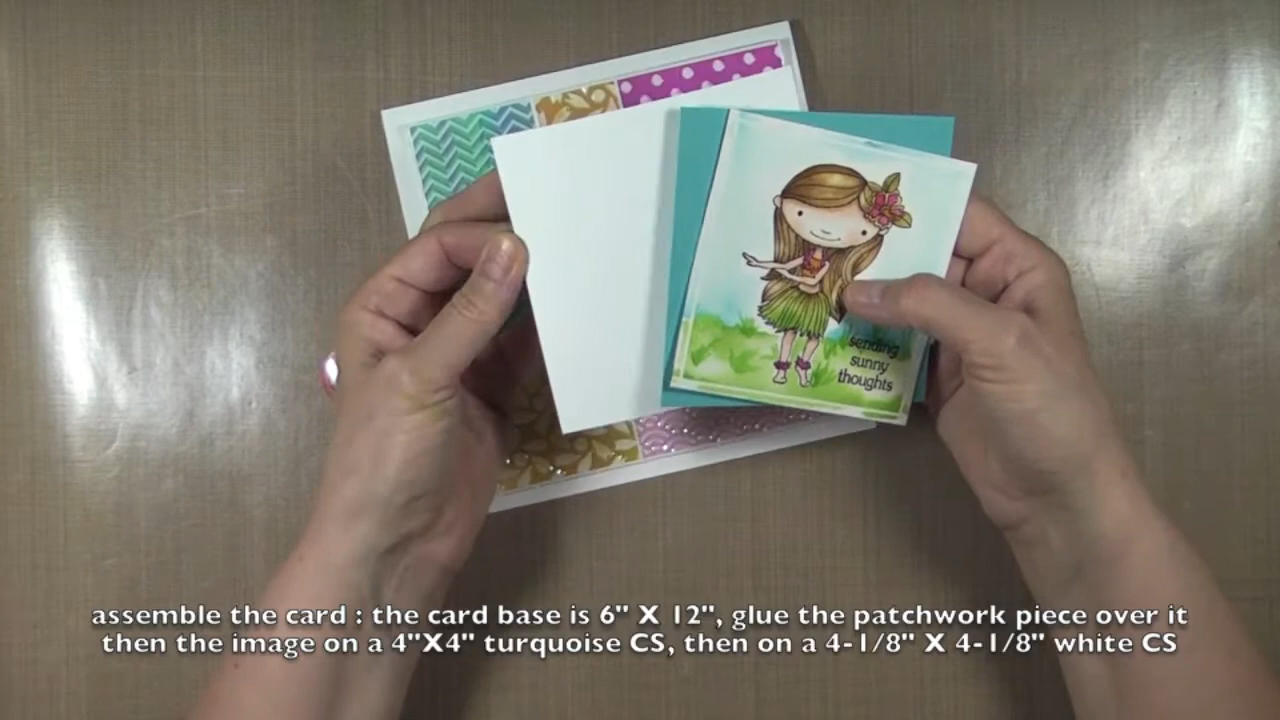 sending
sunny
thoughts
assemble the card : the card base is 6" X 12", glue the patchwork piece over it
then the image on a 4"X4" turquoise CS, then on a 4-1/8" X 4-1/8" white CS